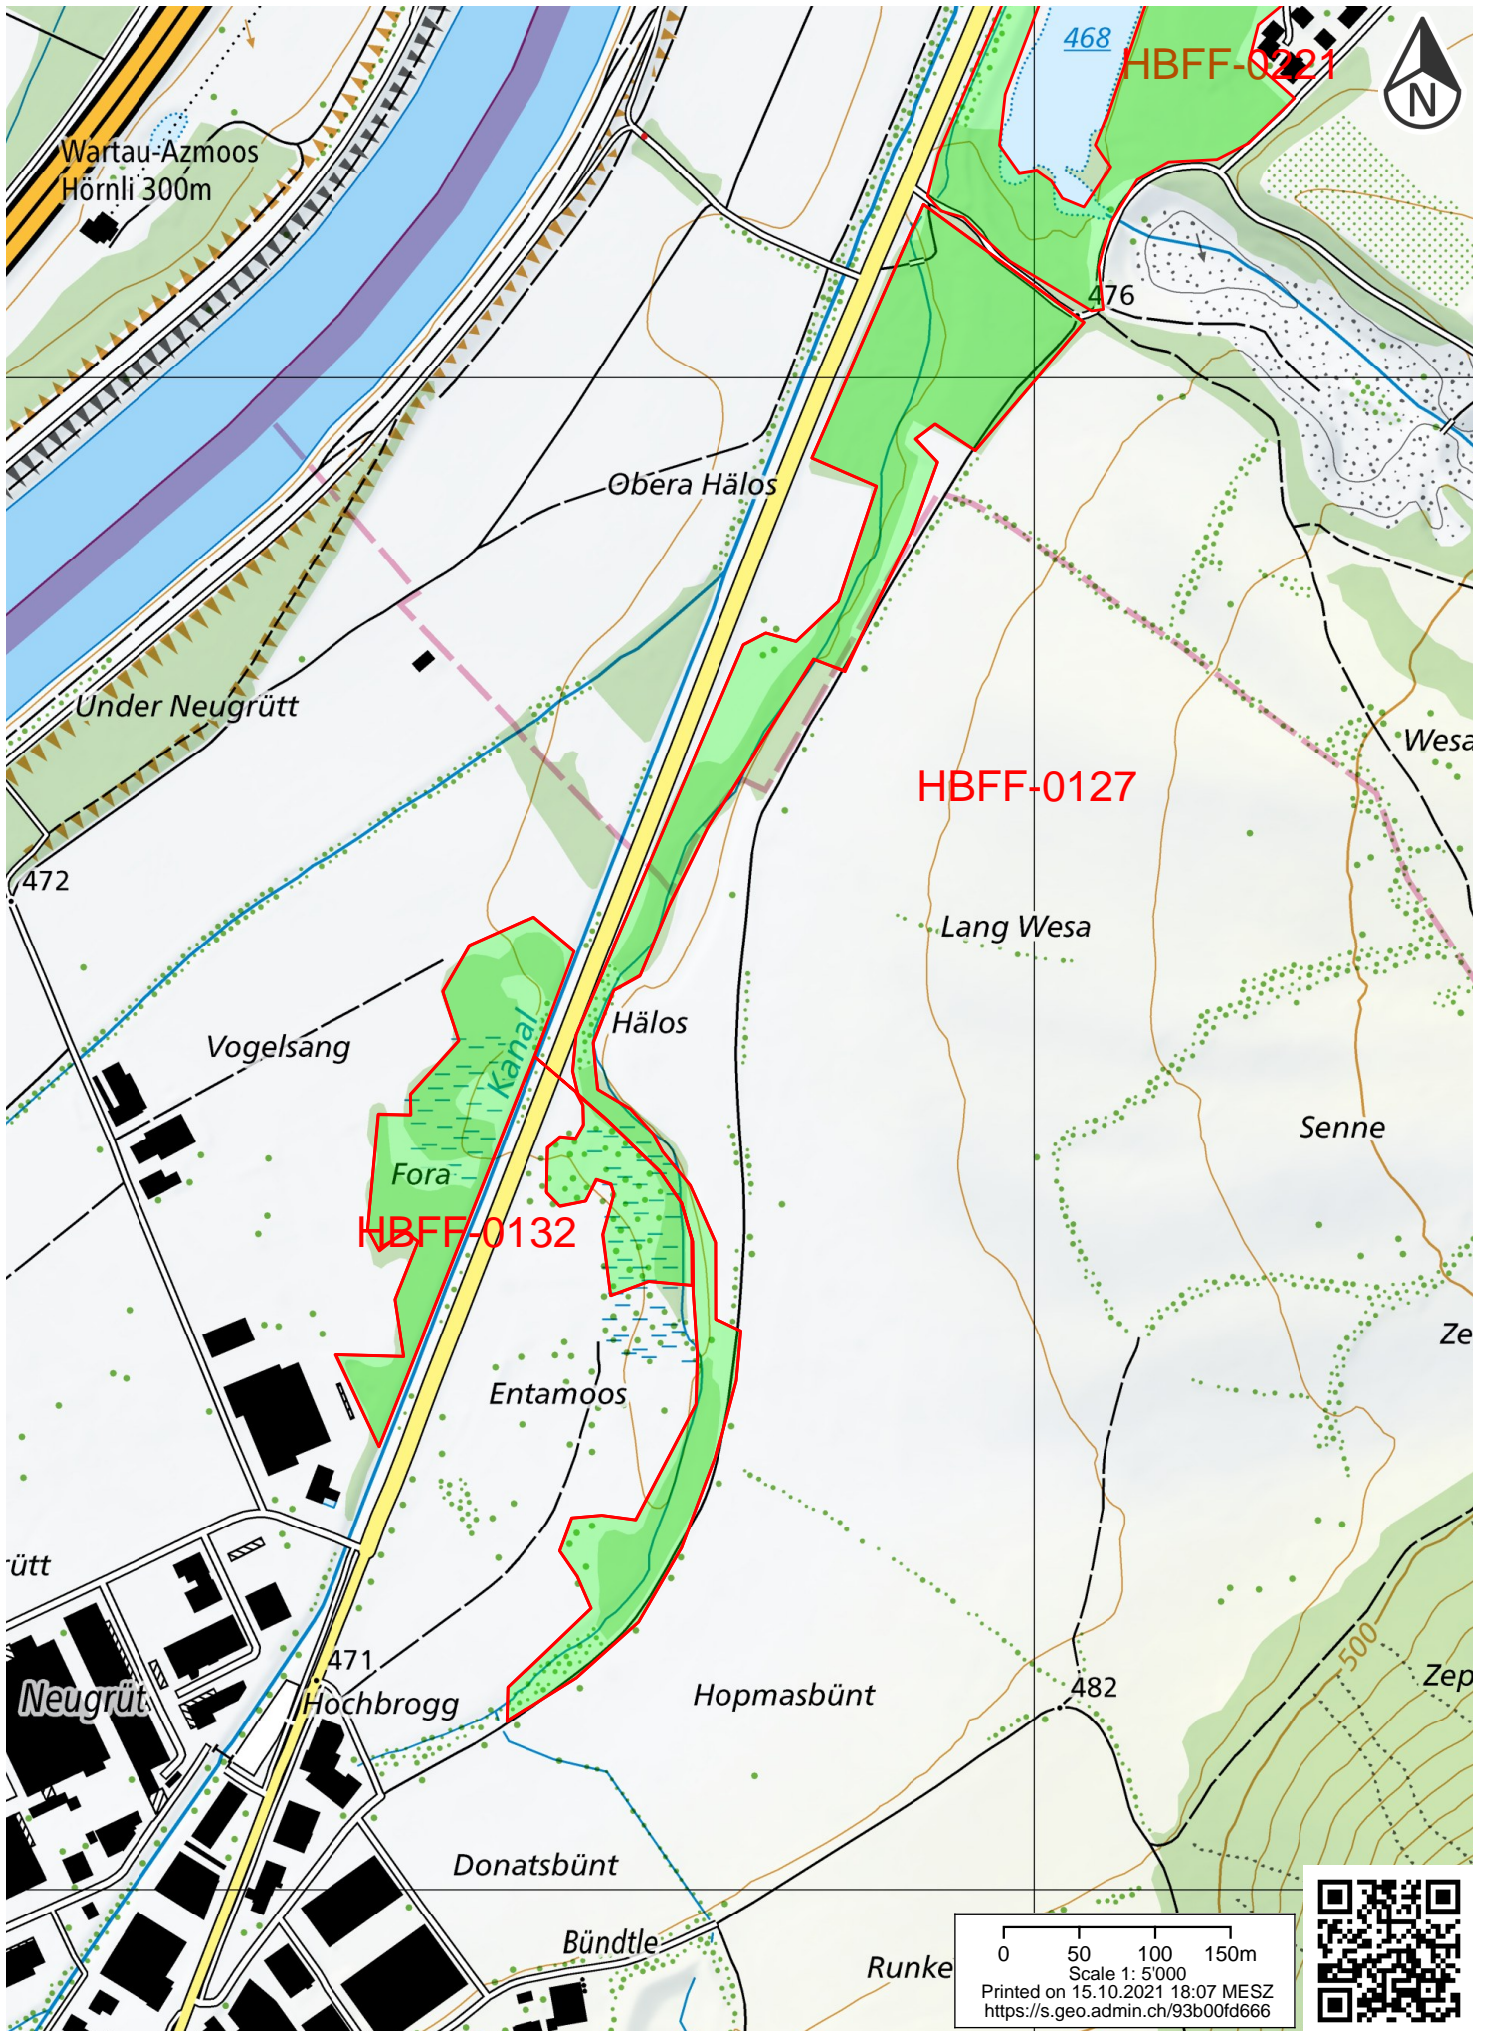 468
HBFF-0221
N
Wartau-Azmoos
Hörnli 300m
476
Obera Hälos
Under Neugrütt
Wesa
HBFF-0127
472
Lang Wesa
Kanal
Hälos
Vogelsang
Senne
Fora
HBFF-0132
Ze
Entamoos
rütt
500
471
Neugrüt
Hochbrogg
Hopmasbünt
482
Zep
Donatsbünt
Bündtle
Runke
0 50 100 150m
Scale 1: 5'000
Printed on 15.10.2021 18:07 MESZ
https://s.geo.admin.ch/93b00fd666